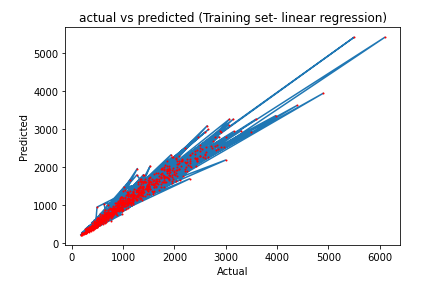 actual vs predicted (Training set- linear regression)
5000
4000
3000
2000
1000
0
Predicted
0 1000 2000 3000 4000 5000 6000
Actual